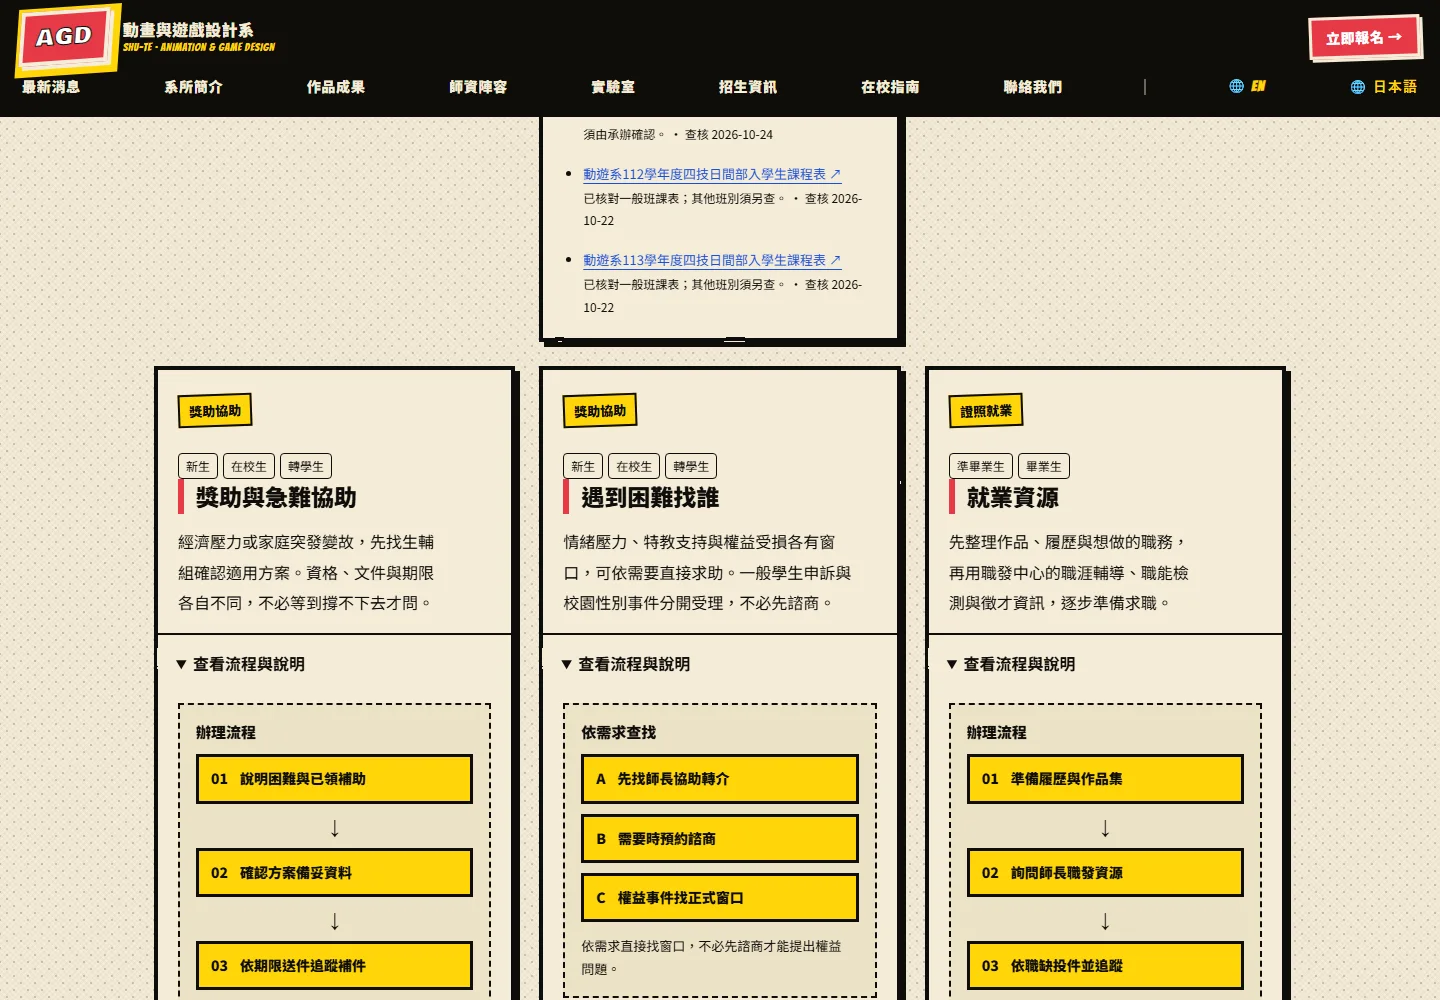 AGD
動畫與遊戲設計系
SHU-TE · ANIMATION & GAME DESIGN
立即報名 →
最新消息
系所簡介
作品成果
師資陣容
實驗室
招生資訊
在校指南
聯絡我們
|
🌐 EN
🌐 日本語
須由承辦確認。 · 查核 2026-10-24
動遊系112學年度四技日間部入學生課程表 ↗
已核對一般班課表；其他班別須另查。 · 查核 2026-
10-22
動遊系113學年度四技日間部入學生課程表 ↗
已核對一般班課表；其他班別須另查。 · 查核 2026-
10-22
獎助協助
新生 在校生 轉學生
獎助與急難協助
經濟壓力或家庭突發變故，先找生輔
組確認適用方案。資格、文件與期限
各自不同，不必等到撐不下去才問。
▼ 查看流程與說明
辦理流程
01 說明困難與已領補助
↓
02 確認方案備妥資料
↓
03 依期限送件追蹤補件
獎助協助
新生 在校生 轉學生
遇到困難找誰
情緒壓力、特教支持與權益受損各有窗
口，可依需要直接求助。一般學生申訴與
校園性別事件分開受理，不必先諮商。
▼ 查看流程與說明
依需求查找
A 先找師長協助轉介
B 需要時預約諮商
C 權益事件找正式窗口
依需求直接找窗口，不必先諮商才能提出權益
問題。
證照就業
準畢業生 畢業生
就業資源
先整理作品、履歷與想做的職務，
再用職發中心的職涯輔導、職能檢
測與徵才資訊，逐步準備求職。
▼ 查看流程與說明
辦理流程
01 準備履歷與作品集
↓
02 詢問師長職發資源
↓
03 依職缺投件並追蹤